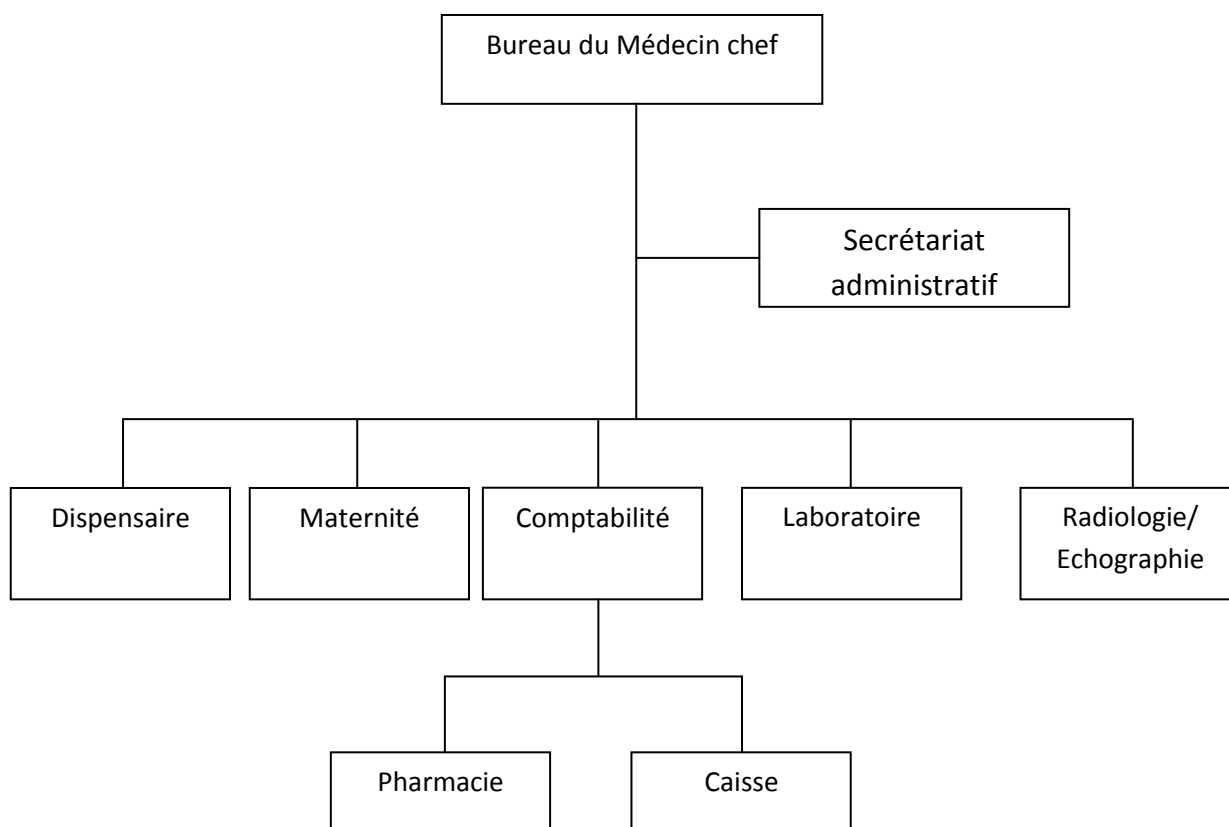 Bureau du Médecin chef
Secrétariat
administratif
Dispensaire
Maternité
Comptabilité
Laboratoire
Radiologie/
Echographie
Pharmacie
Caisse